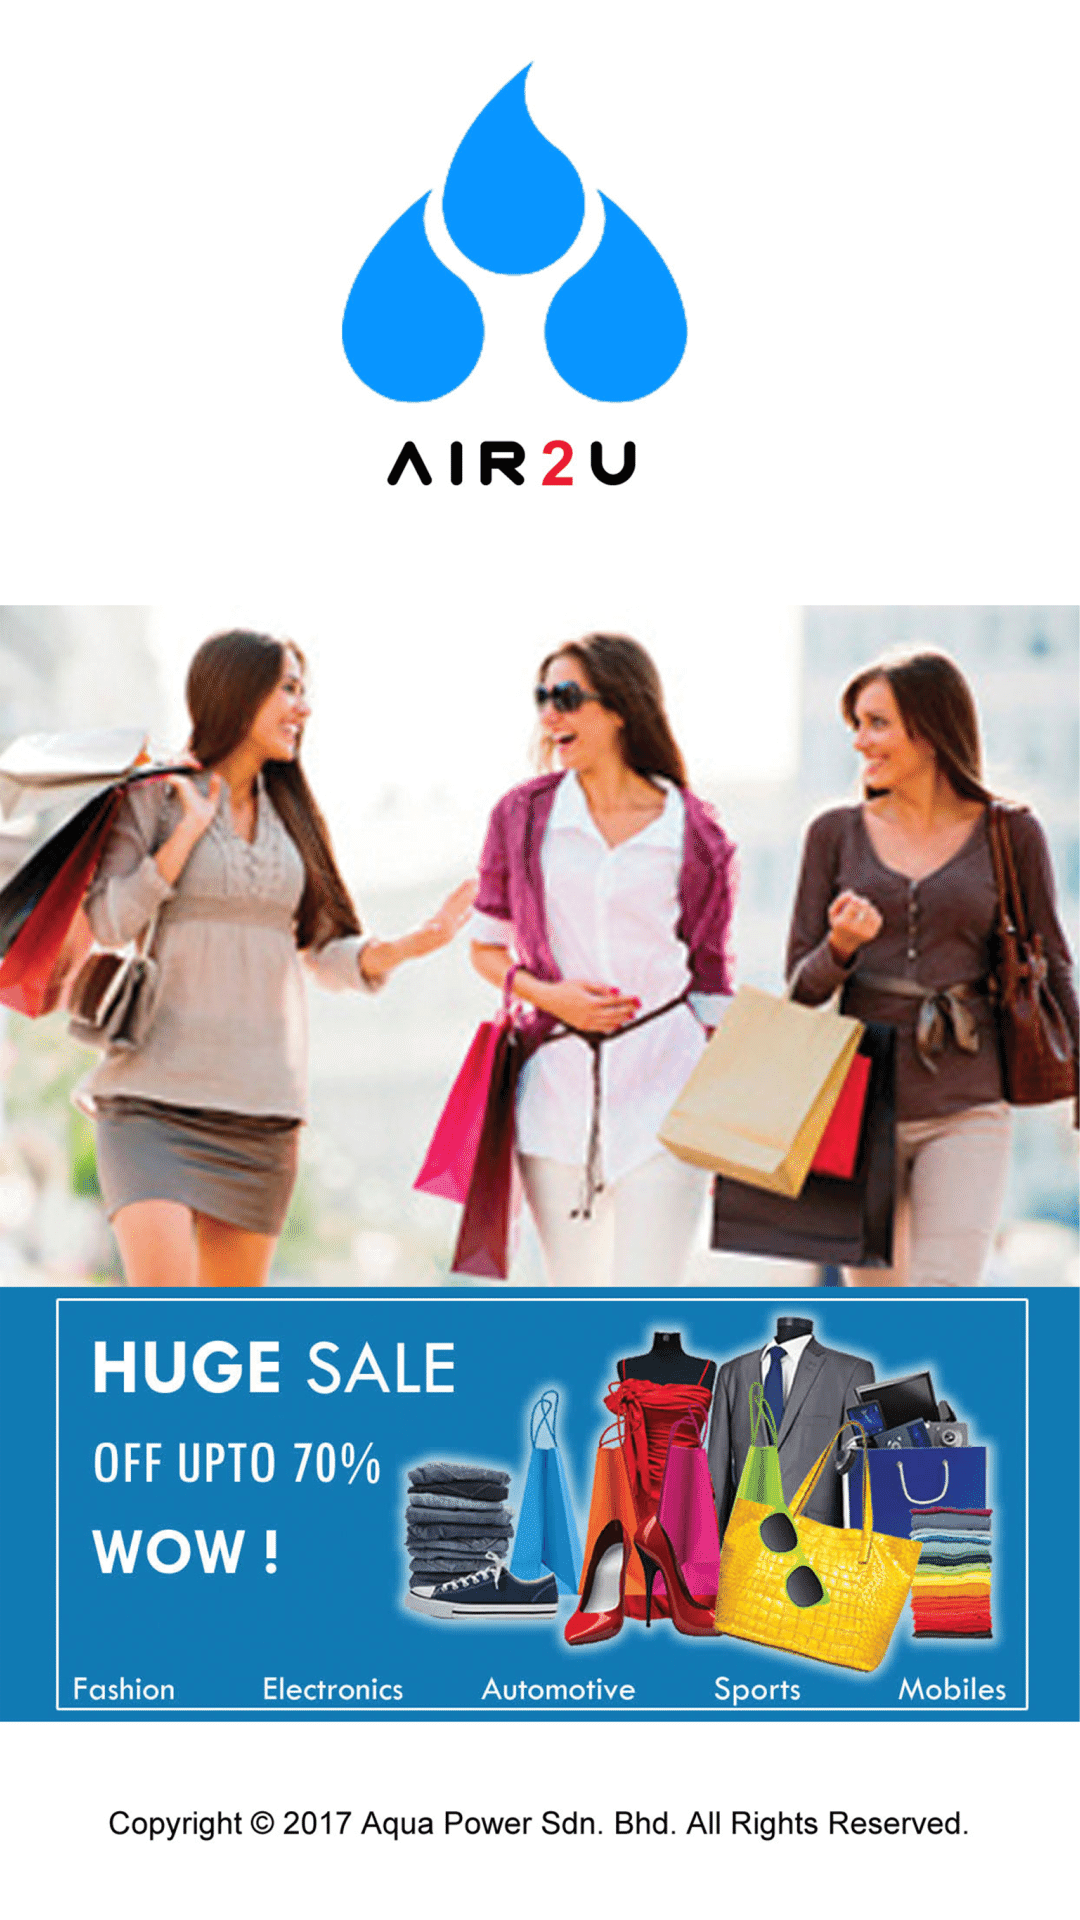 AIR2U
HUGE SALE
OFF UPTO 70%
WOW !
Fashion Electronics Automotive Sports Mobiles
Copyright © 2017 Aqua Power Sdn. Bhd. All Rights Reserved.